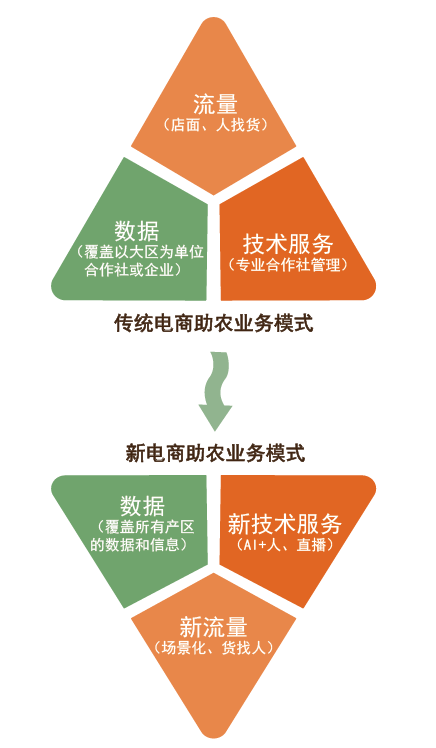 流量
（店面、人找货）
数据
（覆盖以大区为单位
合作社或企业）
技术服务
（专业合作社管理）
传统电商助农业务模式
新电商助农业务模式
数据
（覆盖所有产区
的数据和信息）
新技术服务
（AI+人、直播）
新流量
（场景化、货找人）